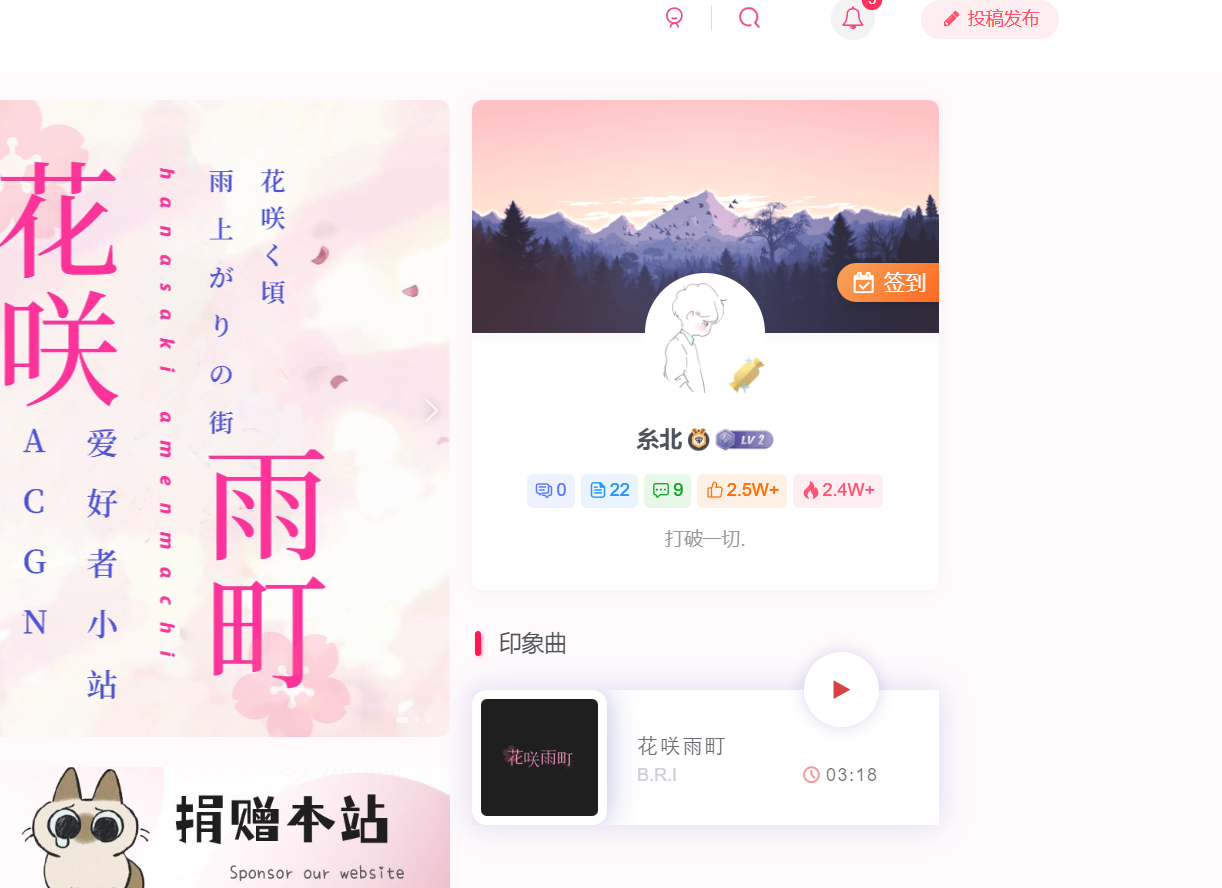 投稿发布
花咲く頃
雨上がりの街
hanasaki amenmachi
花咲
雨町
爱好者小站
ACGN
签到
糸北 LV 2
0 22 9 2.5W+ 2.4W+
打破一切.
印象曲
花咲雨町
花咲雨町
B.R.I
03:18
捐赠本站
Sponsor our website